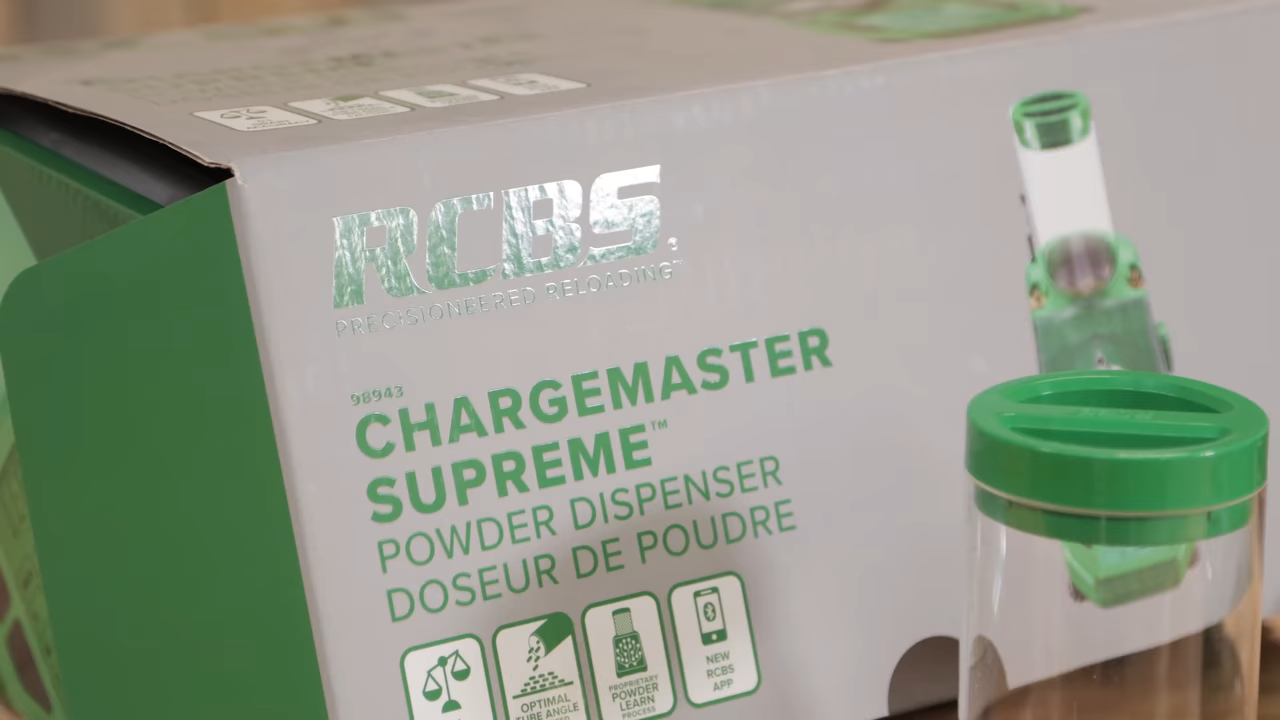 RCBS
PRECISIONEERED RELOADING™
98943
CHARGEMASTER
SUPREME™
POWDER DISPENSER
DOSEUR DE POUDRE
OPTIMAL
TUBE ANGLE
PROPRIETARY
POWDER
LEARN
PROCESS
NEW
RCBS
APP